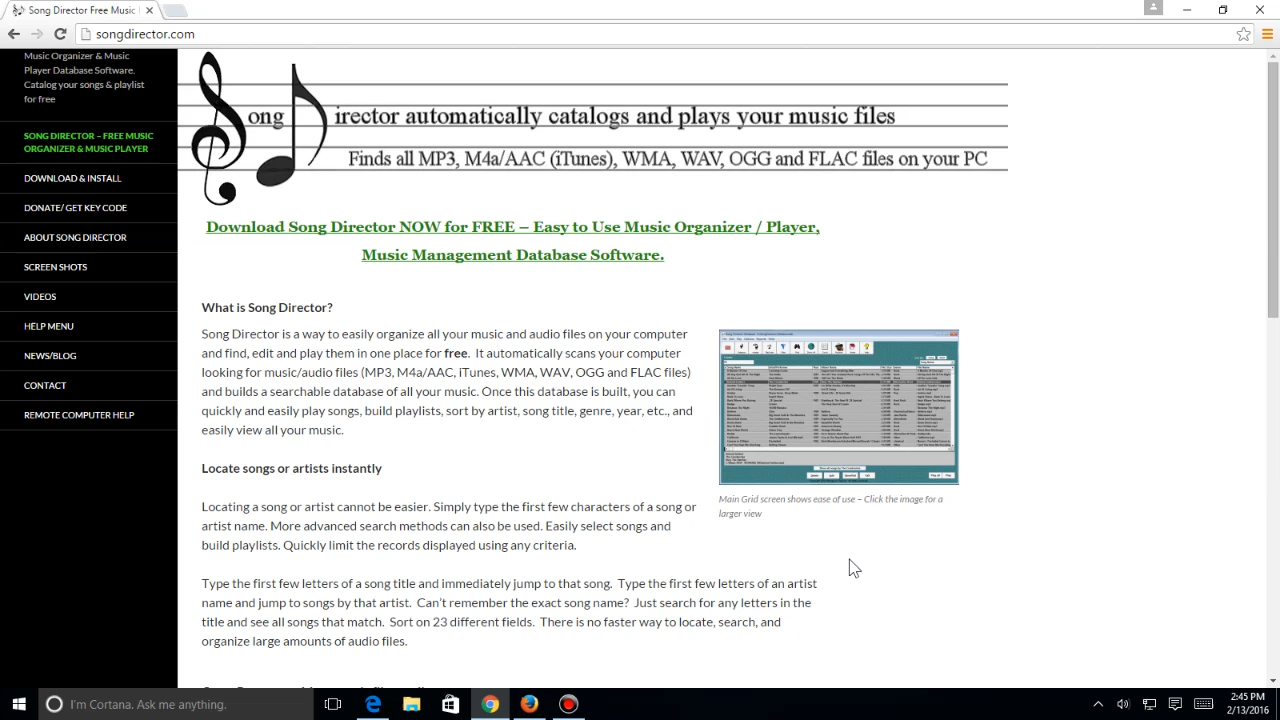 Song Director Free Music
songdirector.com
Music Organizer & Music
Player Database Software.
Catalog your songs & playlist
for free
SONG DIRECTOR – FREE MUSIC
ORGANIZER & MUSIC PLAYER
DOWNLOAD & INSTALL
DONATE/ GET KEY CODE
ABOUT SONG DIRECTOR
SCREEN SHOTS
VIDEOS
HELP MENU
NEWS/ BLOG
CONTACT
REMOTE COMPUTER HELP
Song Director automatically catalogs and plays your music files
Finds all MP3, M4a/AAC (iTunes), WMA, WAV, OGG and FLAC files on your PC
Download Song Director NOW for FREE – Easy to Use Music Organizer / Player,
Music Management Database Software.
What is Song Director?
Song Director is a way to easily organize all your music and audio files on your computer
and find, edit and play them in one place for free.  It automatically scans your computer
looking for music/audio files (MP3, M4a/AAC, iTunes, WMA, WAV, OGG and FLAC files)
and builds a searchable database of all your music. Once this database is built you can
quickly and easily play songs, build playlists, sort by artist, song title, genre, year, etc., and
easily view all your music.
Main Grid screen shows ease of use – Click the image for a
larger view
Locate songs or artists instantly
Locating a song or artist cannot be easier. Simply type the first few characters of a song or
artist name. More advanced search methods can also be used. Easily select songs and
build playlists. Quickly limit the records displayed using any criteria.
Type the first few letters of a song title and immediately jump to that song.  Type the first few letters of an artist
name and jump to songs by that artist.  Can't remember the exact song name?  Just search for any letters in the
title and see all songs that match.  Sort on 23 different fields.  There is no faster way to locate, search, and
organize large amounts of audio files.
I'm Cortana. Ask me anything.
2:45 PM
2/13/2016